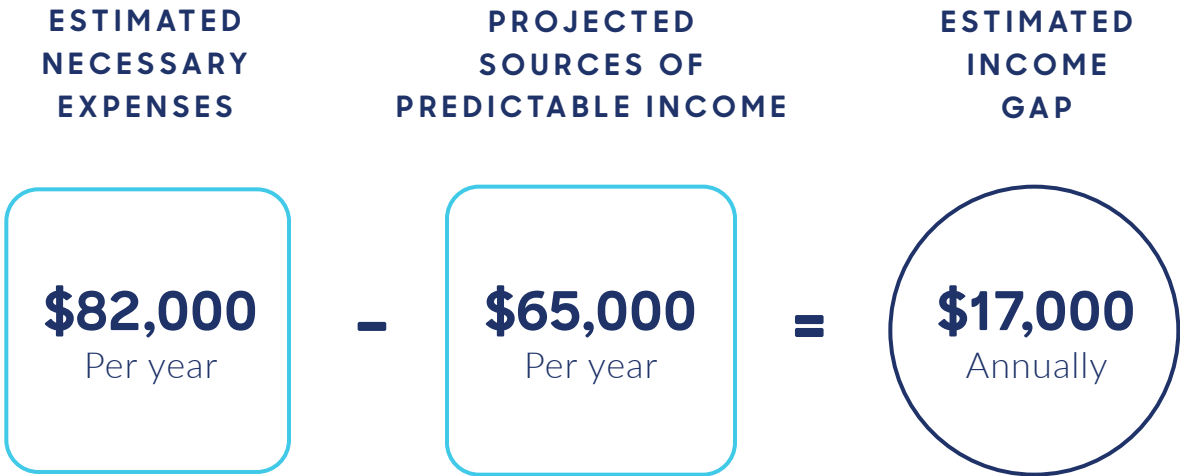 ESTIMATED
NECESSARY
EXPENSES
PROJECTED
SOURCES OF
PREDICTABLE INCOME
ESTIMATED
INCOME
GAP
$82,000
Per year
-
$65,000
Per year
=
$17,000
Annually